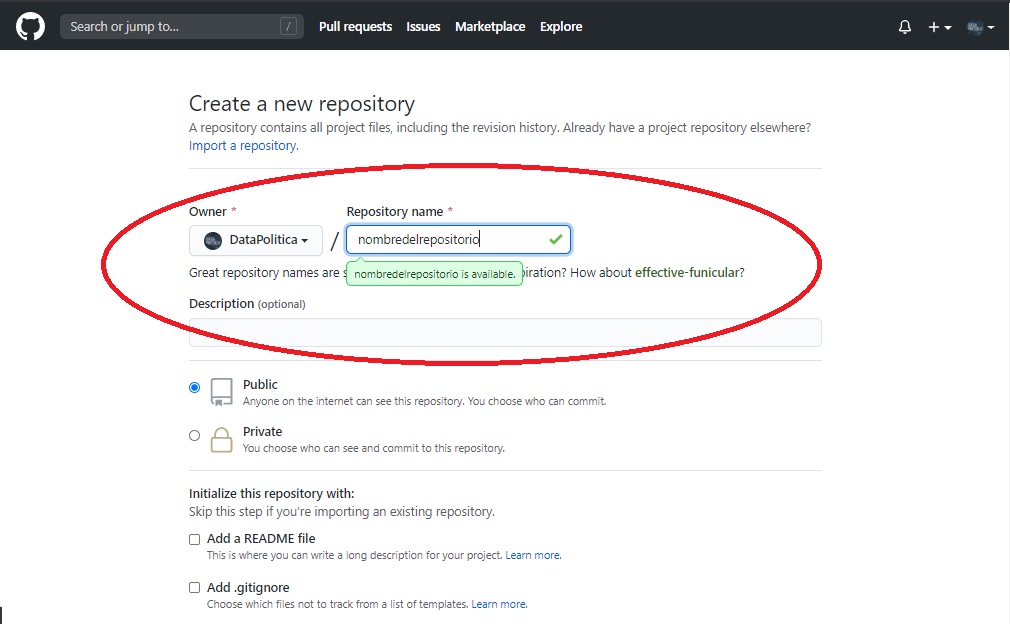 Search or jump to... /
Pull requests Issues Marketplace Explore
Create a new repository
A repository contains all project files, including the revision history. Already have a project repository elsewhere?
Import a repository.
Owner * Repository name *
DataPolitica / nombredelrepositorio
Great repository names are s
nombredelrepositorio is available.
piration? How about effective-funicular?
Description (optional)
Public
Anyone on the internet can see this repository. You choose who can commit.
Private
You choose who can see and commit to this repository.
Initialize this repository with:
Skip this step if you're importing an existing repository.
Add a README file
This is where you can write a long description for your project. Learn more.
Add .gitignore
Choose which files not to track from a list of templates. Learn more.